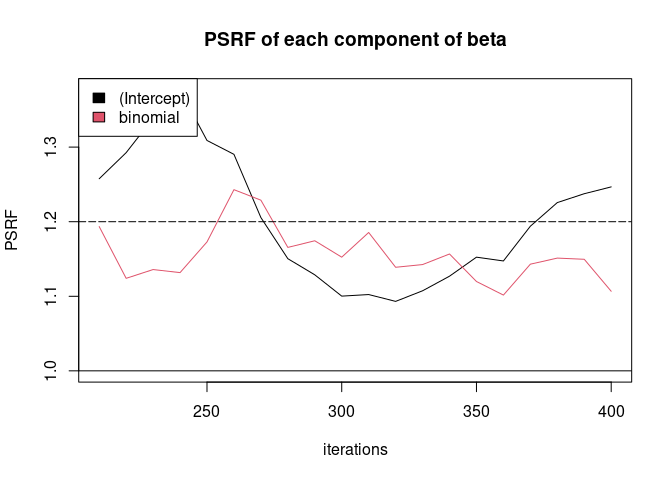 PSRF of each component of beta
(Intercept)
binomial
PSRF
1.3
1.2
1.1
1.0
250 300 350 400
iterations